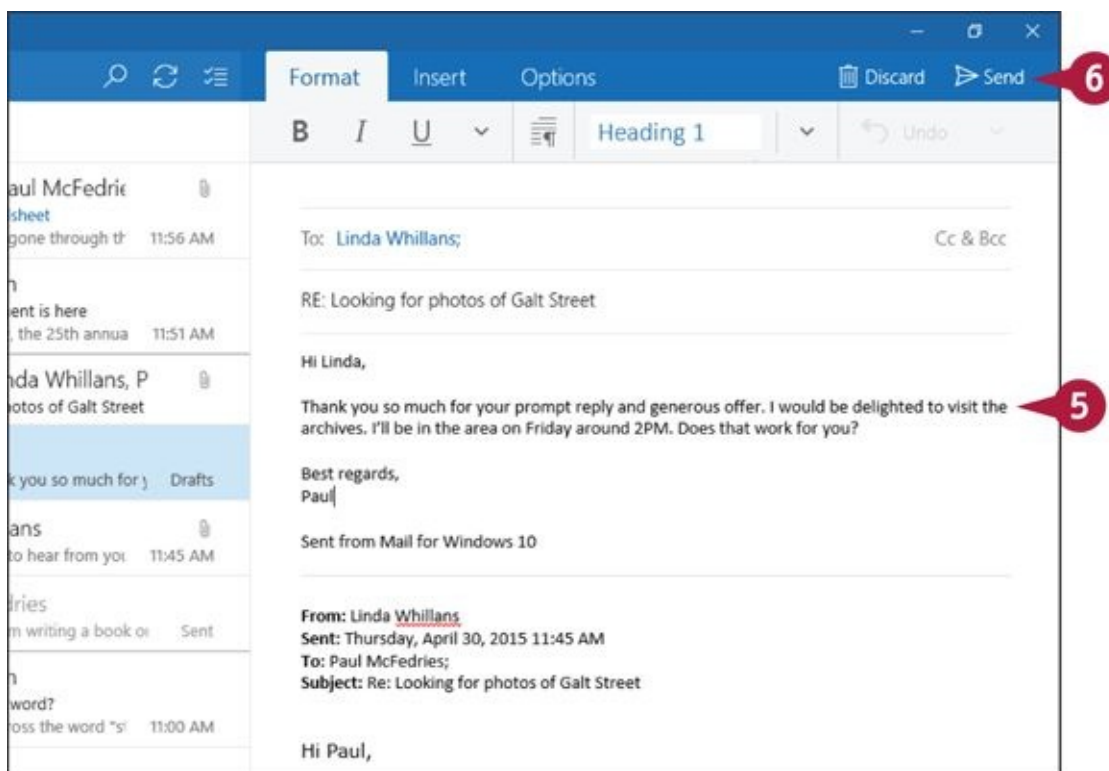 Format Insert Options Discard Send
6
B I U Heading 1 Undo
aul McFedrie
sheet
gone through th 11:56 AM
n
ent is here
, the 25th annua 11:51 AM
nda Whillans, P
otos of Galt Street
k you so much for y Drafts
ans
to hear from you 11:45 AM
dries
m writing a book o Sent
n
word?
ross the word "s 11:00 AM
To: Linda Whillans; Cc & Bcc
RE: Looking for photos of Galt Street
Hi Linda,
Thank you so much for your prompt reply and generous offer. I would be delighted to visit the
5
archives. I'll be in the area on Friday around 2PM. Does that work for you?
Best regards,
Paul
Sent from Mail for Windows 10
From: Linda Whillans
Sent: Thursday, April 30, 2015 11:45 AM
To: Paul McFedries;
Subject: Re: Looking for photos of Galt Street
Hi Paul,